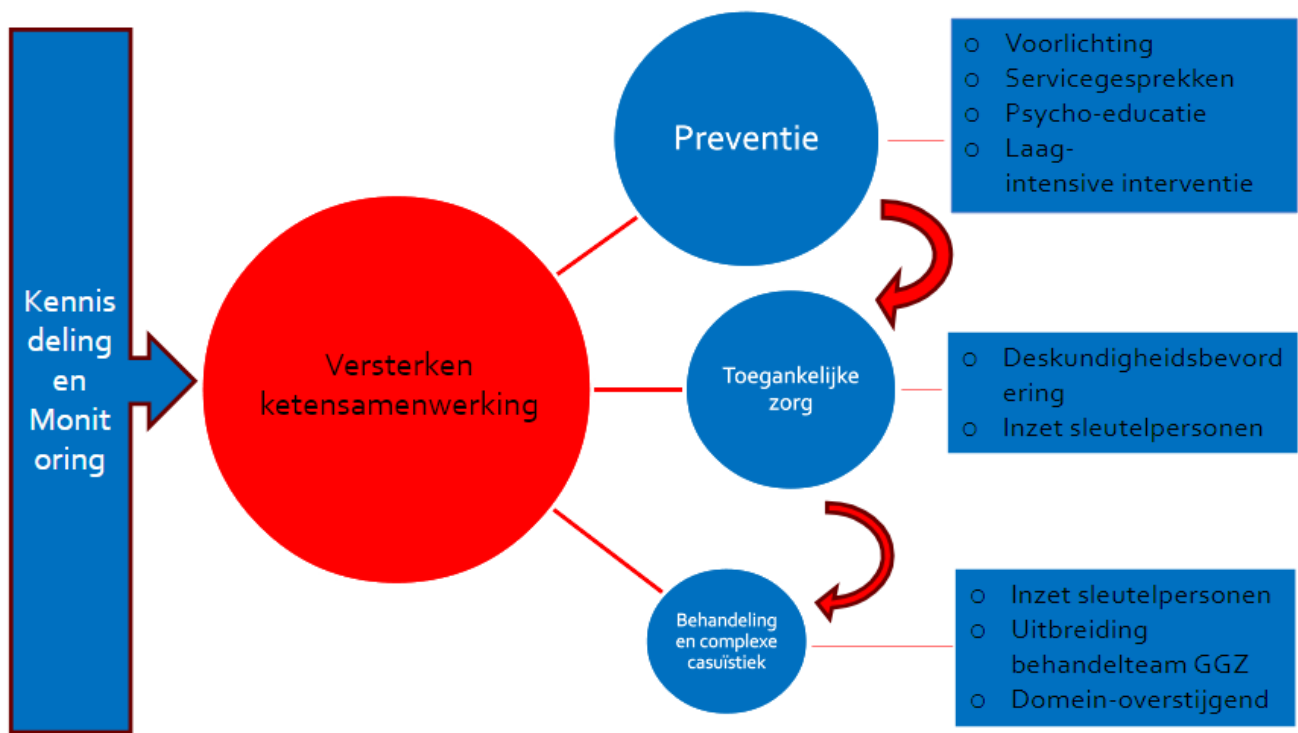 Kennis
deling
en
Monit
oring
Versterken
ketensamenwerking
Preventie
o Voorlichting
o Servicegesprekken
o Psycho-educatie
o Laag-
intensive interventie
Toegankelijke
zorg
o Deskundigheidsbevord
ering
o Inzet sleutelpersonen
Behandeling
en complexe
casuïstiek
o Inzet sleutelpersonen
o Uitbreiding
behandelteam GGZ
o Domein-overstijgend